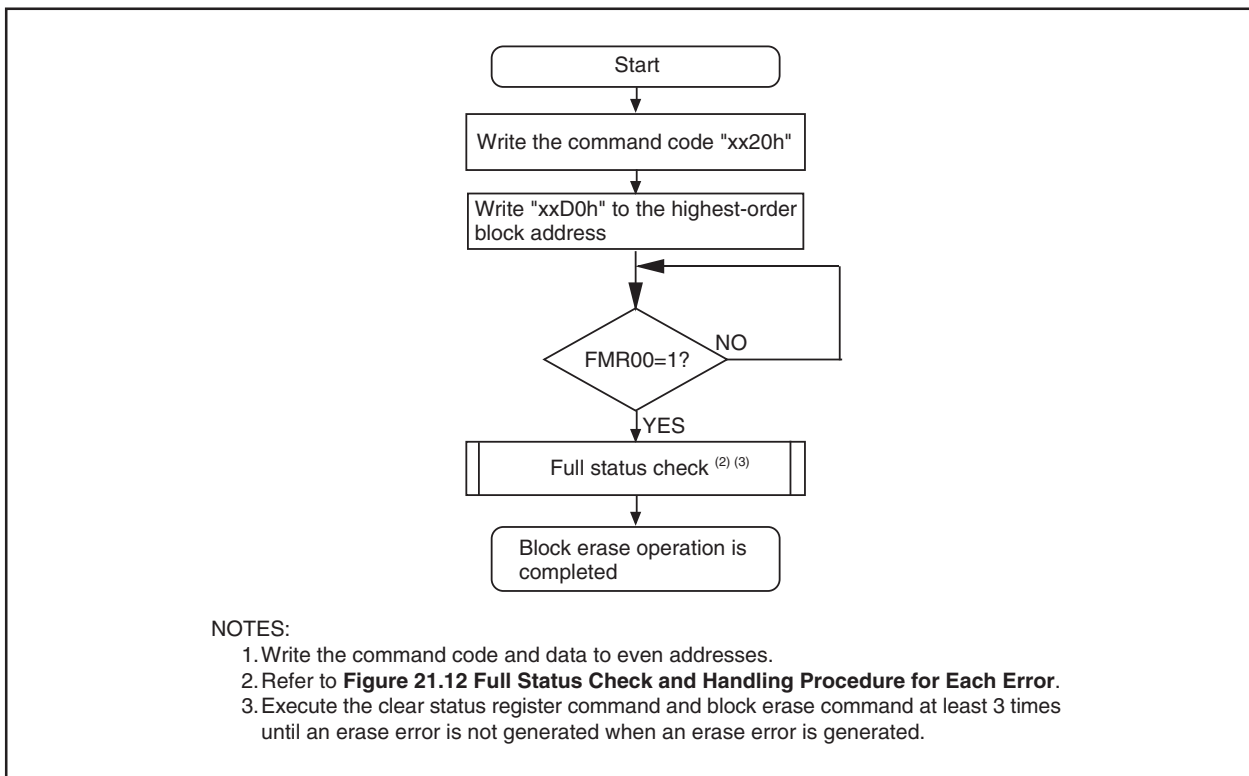 Start
Write the command code "xx20h"
Write "xxD0h" to the highest-order
block address
FMR00=1?
NO
YES
Full status check (2) (3)
Block erase operation is
completed
NOTES:
1. Write the command code and data to even addresses.
2. Refer to Figure 21.12 Full Status Check and Handling Procedure for Each Error.
3. Execute the clear status register command and block erase command at least 3 times
until an erase error is not generated when an erase error is generated.